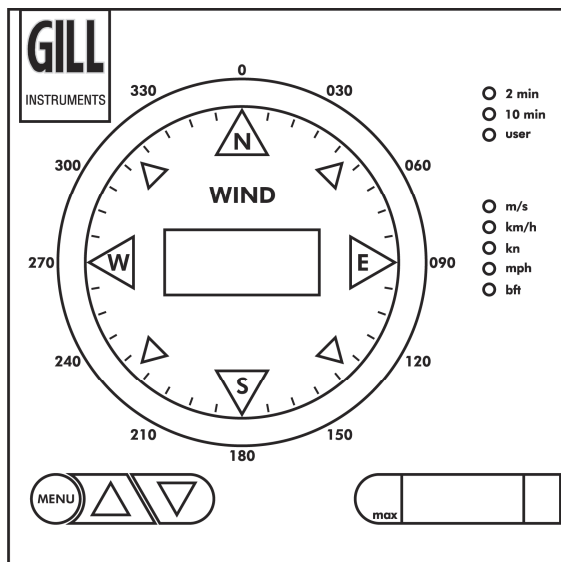 GILL
INSTRUMENTS
0
330
030
2 min
10 min
user
300
060
N
WIND
m/s
km/h
kn
mph
bft
270
W
E
090
240
120
S
210
150
180
MENU
max